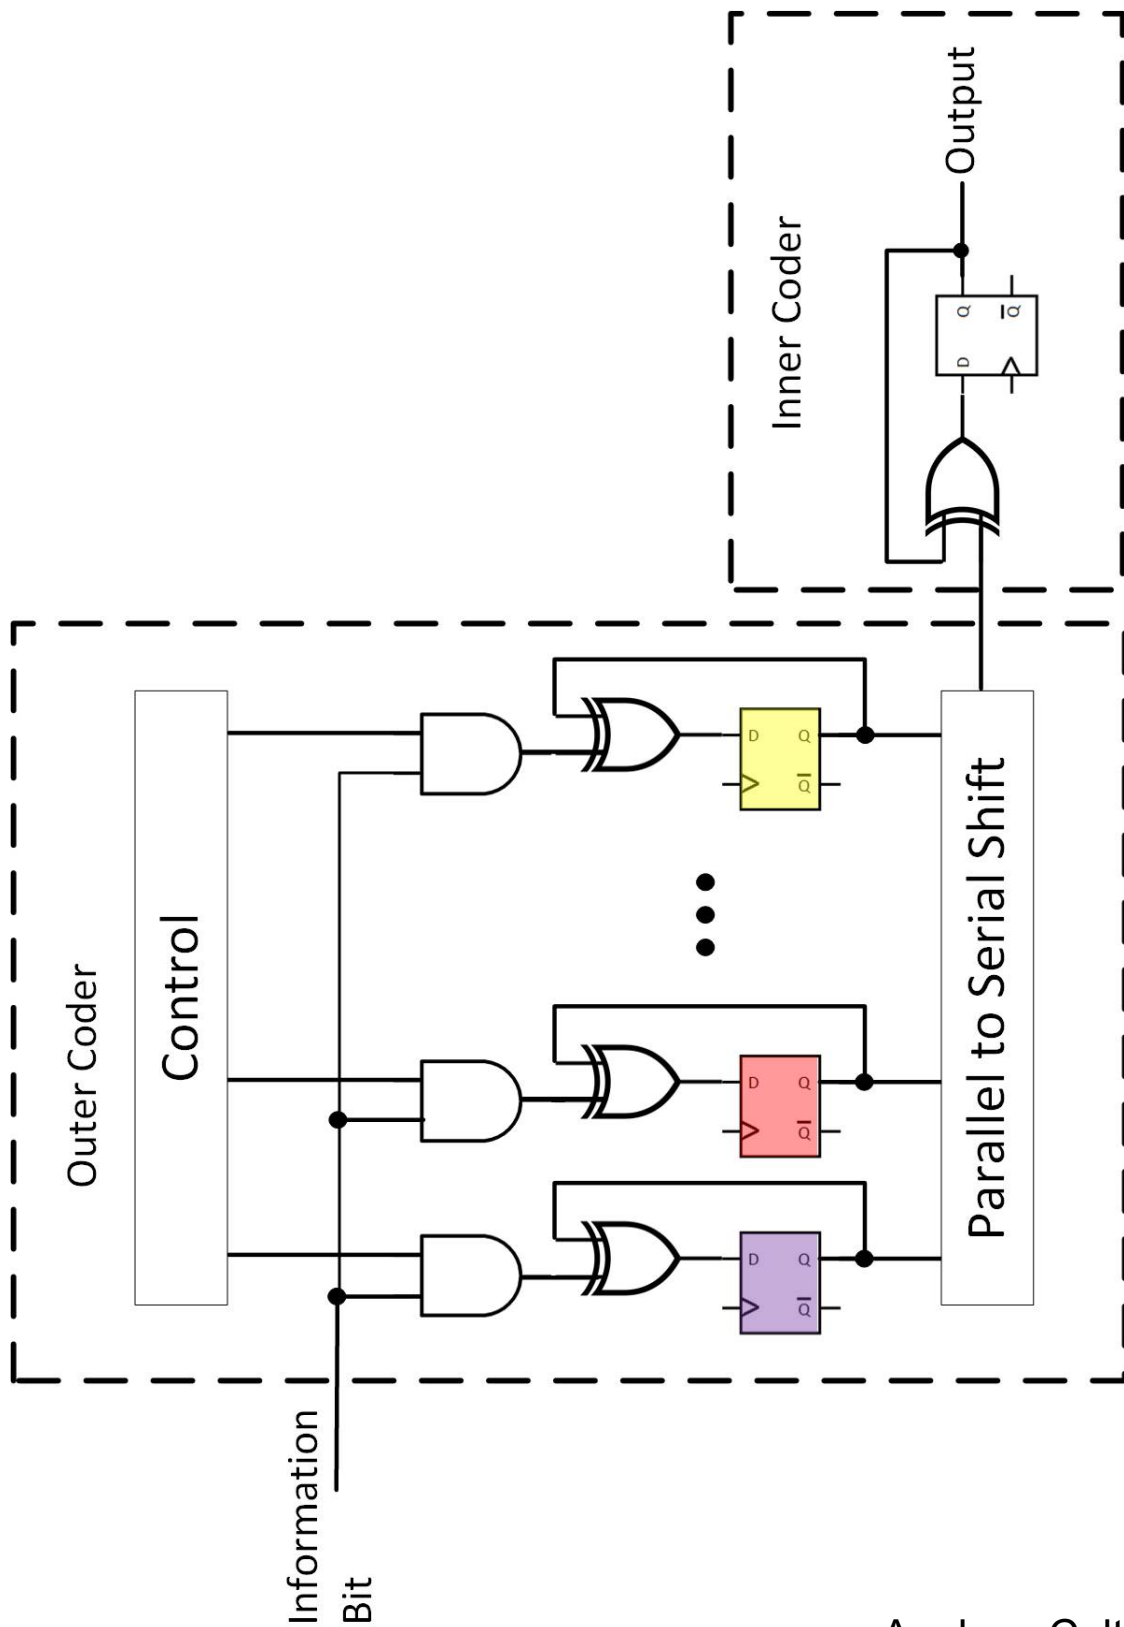 Outer Coder
Control
Information
Bit
D
Q
Q
D
Q
Q
D
Q
Q
Parallel to Serial Shift
Inner Coder
D
Q
Q
Output